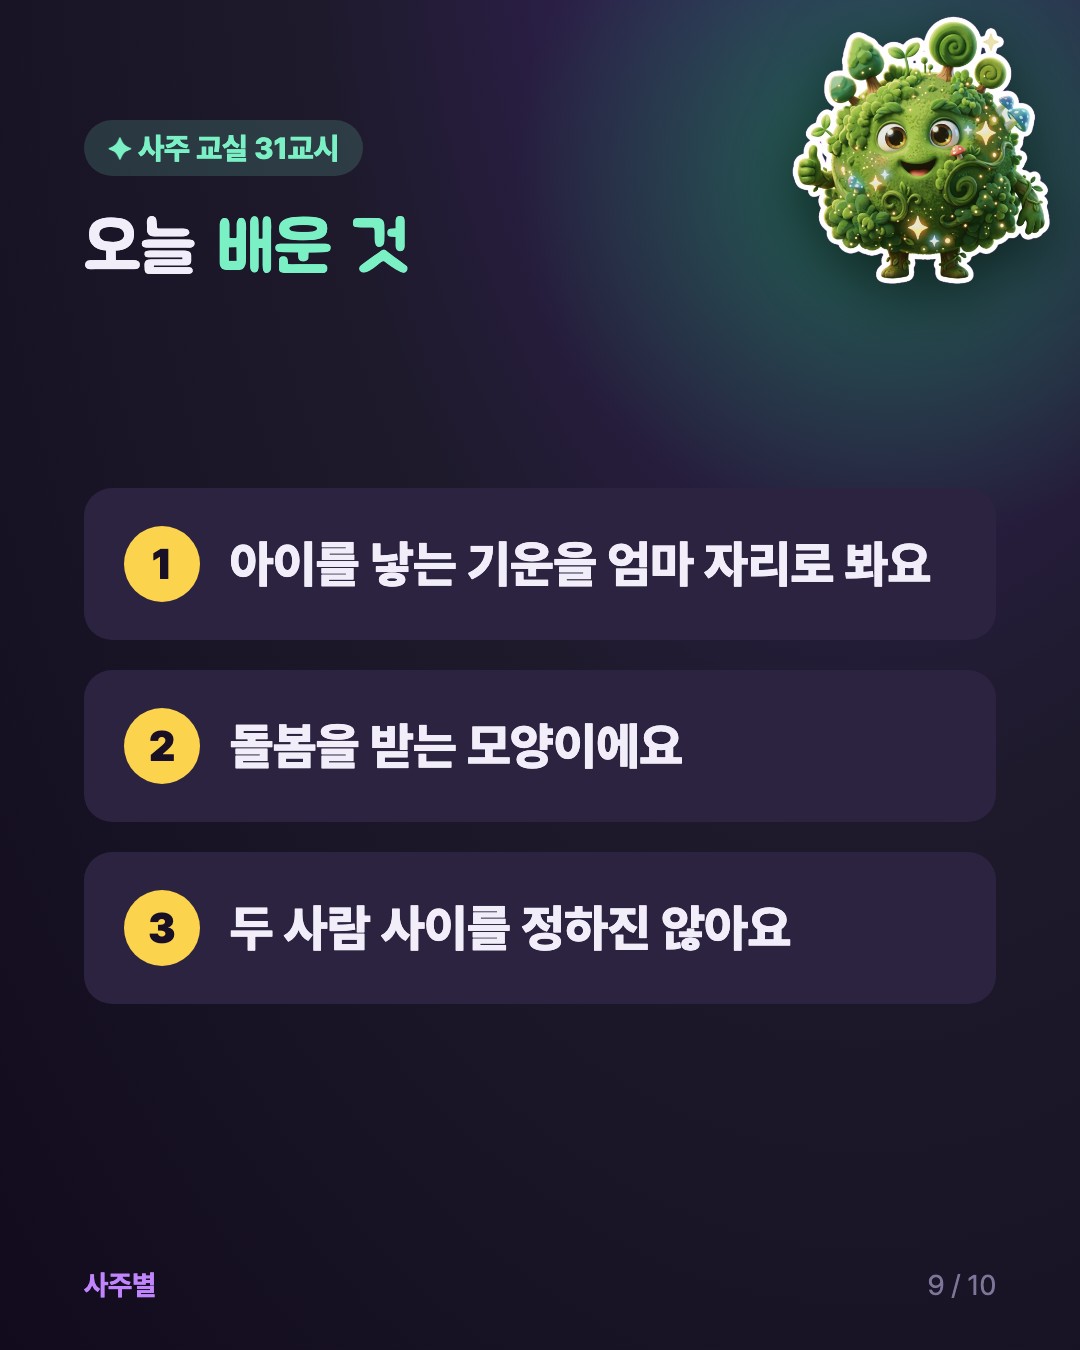 ✦ 사주 교실 31교시
오늘 배운 것
1 아이를 낳는 기운을 엄마 자리로 봐요
2 돌봄을 받는 모양이에요
3 두 사람 사이를 정하진 않아요
사주별
9 / 10